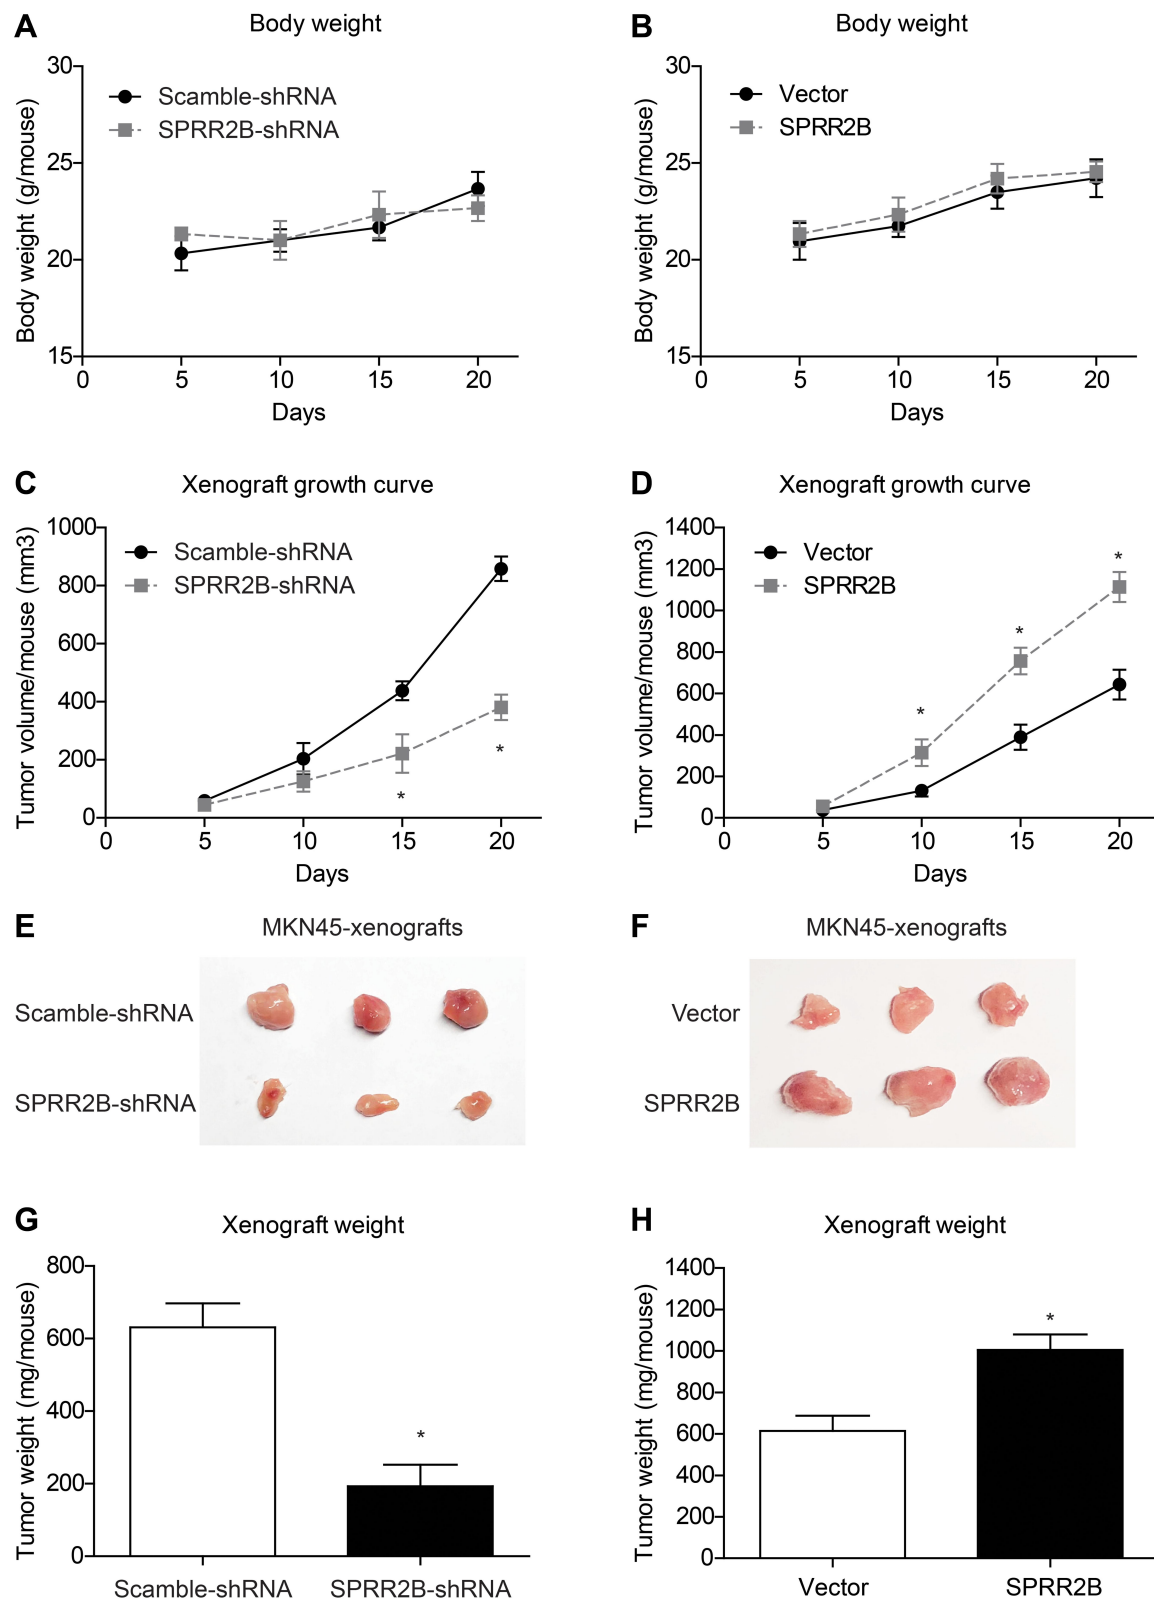 A
Body weight
30
25
20
15
Body weight (g/mouse)
Scamble-shRNA
SPRR2B-shRNA
0 5 10 15 20
Days
B
Body weight
30
25
20
15
Body weight (g/mouse)
Vector
SPRR2B
0 5 10 15 20
Days
C
Xenograft growth curve
1000
800
600
400
200
0
Tumor volume/mouse (mm3)
Scamble-shRNA
SPRR2B-shRNA
*
*
0 5 10 15 20
Days
D
Xenograft growth curve
1400
1200
1000
800
600
400
200
0
Tumor volume/mouse (mm3)
Vector
SPRR2B
*
*
*
0 5 10 15 20
Days
E
MKN45-xenografts
Scamble-shRNA
SPRR2B-shRNA
F
MKN45-xenografts
Vector
SPRR2B
G
Xenograft weight
800
600
400
200
0
Tumor weight (mg/mouse)
*
Scamble-shRNA
SPRR2B-shRNA
H
Xenograft weight
1400
1200
1000
800
600
400
200
0
Tumor weight (mg/mouse)
*
Vector
SPRR2B